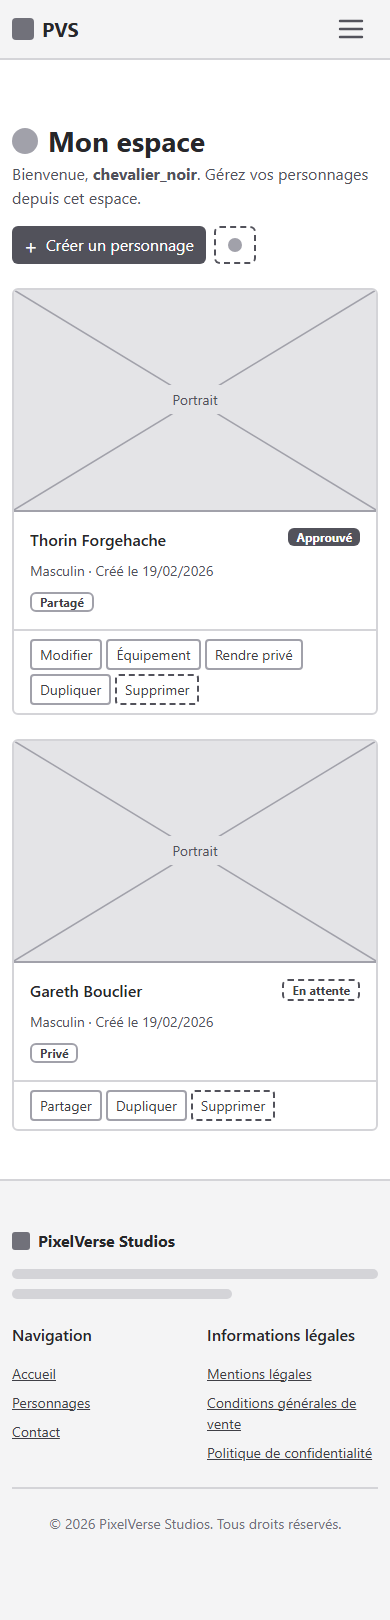 PVS
Mon espace
Bienvenue, chevalier_noir. Gérez vos personnages
depuis cet espace.
+ Créer un personnage
Portrait
Thorin Forgehache
Approuvé
Masculin · Créé le 19/02/2026
Partagé
Modifier Équipement Rendre privé
Dupliquer Supprimer
Portrait
Gareth Bouclier
En attente
Masculin · Créé le 19/02/2026
Privé
Partager Dupliquer Supprimer
PixelVerse Studios
Navigation
Accueil
Personnages
Contact
Informations légales
Mentions légales
Conditions générales de
vente
Politique de confidentialité
© 2026 PixelVerse Studios. Tous droits réservés.